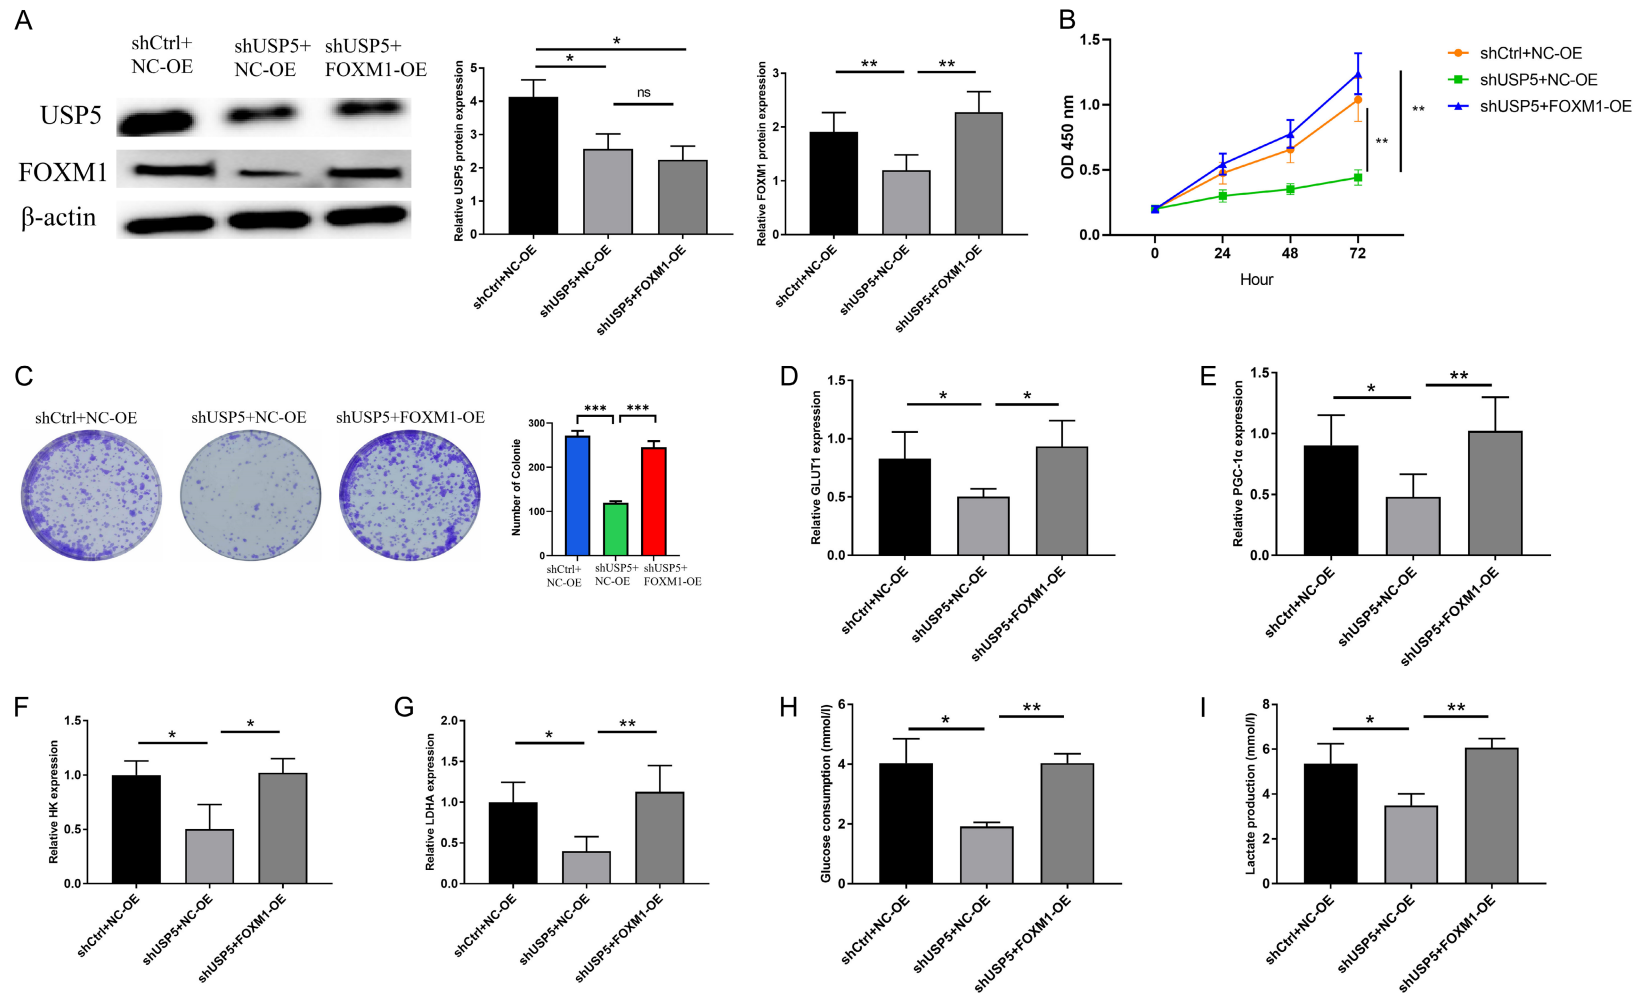 A
shCtrl+
NC-OE
shUSP5+
NC-OE
shUSP5+
FOXM1-OE
USP5
FOXM1
β-actin
Relative USP5 protein expression
5
4
3
2
1
0
*
*
ns
shCtrl+NC-OE
shUSP5+NC-OE
shUSP5+FOXM1-OE
Relative FOXM1 protein expression
3
2
1
0
**
**
shCtrl+NC-OE
shUSP5+NC-OE
shUSP5+FOXM1-OE
B
OD 450 nm
1.5
1.0
0.5
0.0
0
24
48
72
Hour
**
**
shCtrl+NC-OE
shUSP5+NC-OE
shUSP5+FOXM1-OE
C
shCtrl+NC-OE
shUSP5+NC-OE
shUSP5+FOXM1-OE
Number of Colonie
300
200
100
0
***
***
shCtrl+
NC-OE
shUSP5+
NC-OE
shUSP5+
FOXM1-OE
D
Relative GLUT1 expression
1.5
1.0
0.5
0.0
*
*
shCtrl+NC-OE
shUSP5+NC-OE
shUSP5+FOXM1-OE
E
Relative PGC-1α expression
1.5
1.0
0.5
0.0
*
**
shCtrl+NC-OE
shUSP5+NC-OE
shUSP5+FOXM1-OE
F
Relative HK expression
1.5
1.0
0.5
0.0
*
*
shCtrl+NC-OE
shUSP5+NC-OE
shUSP5+FOXM1-OE
G
Relative LDHA expression
2.0
1.5
1.0
0.5
0.0
*
**
shCtrl+NC-OE
shUSP5+NC-OE
shUSP5+FOXM1-OE
H
Glucose consumption (mmol/l)
6
4
2
0
*
**
shCtrl+NC-OE
shUSP5+NC-OE
shUSP5+FOXM1-OE
I
Lactate production (mmol/l)
8
6
4
2
0
*
**
shCtrl+NC-OE
shUSP5+NC-OE
shUSP5+FOXM1-OE